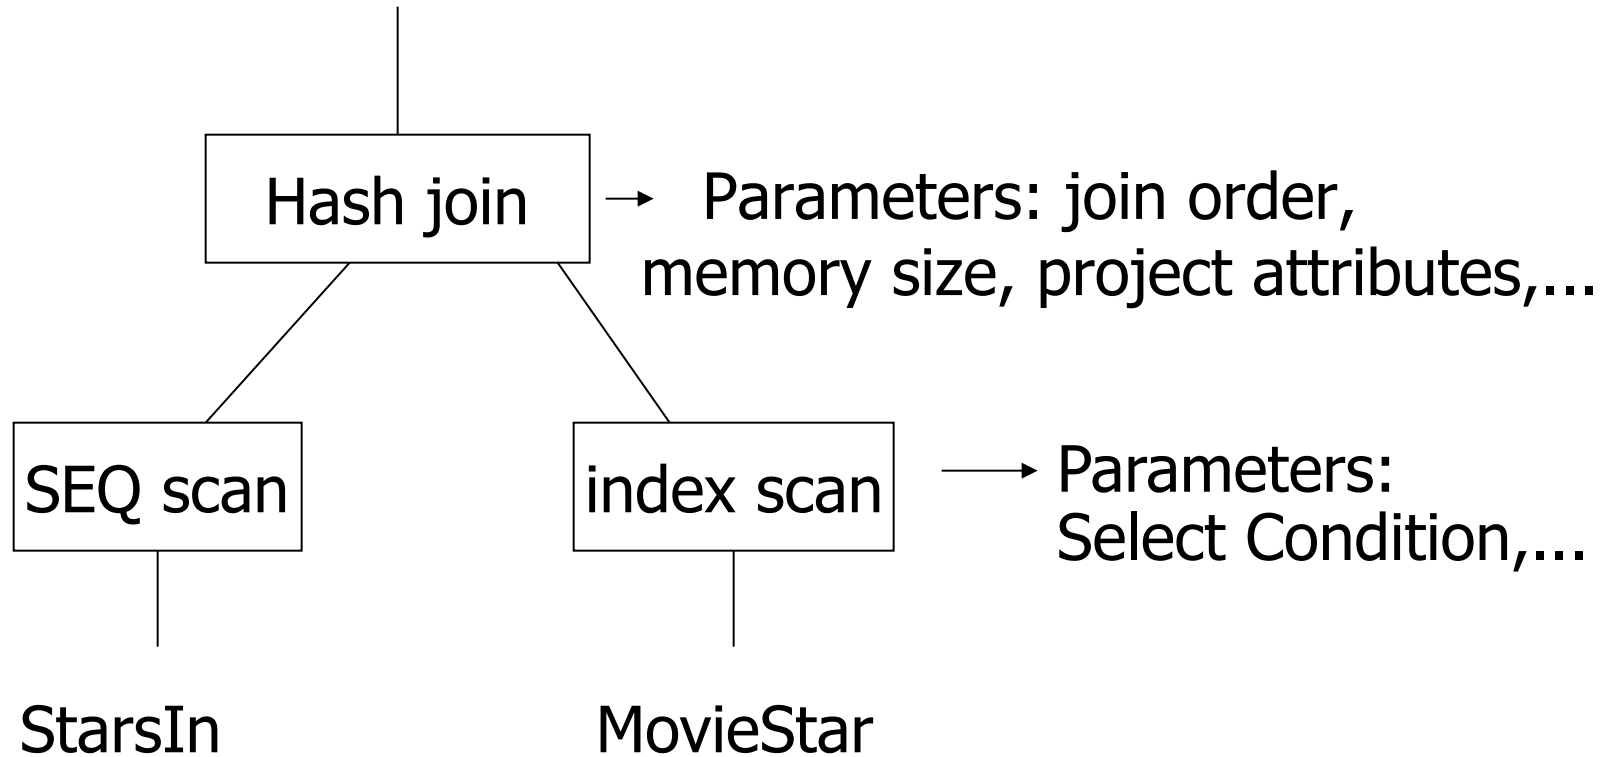 Hash join
Parameters: join order,
memory size, project attributes,...
SEQ scan
index scan
Parameters:
Select Condition,...
StarsIn
MovieStar